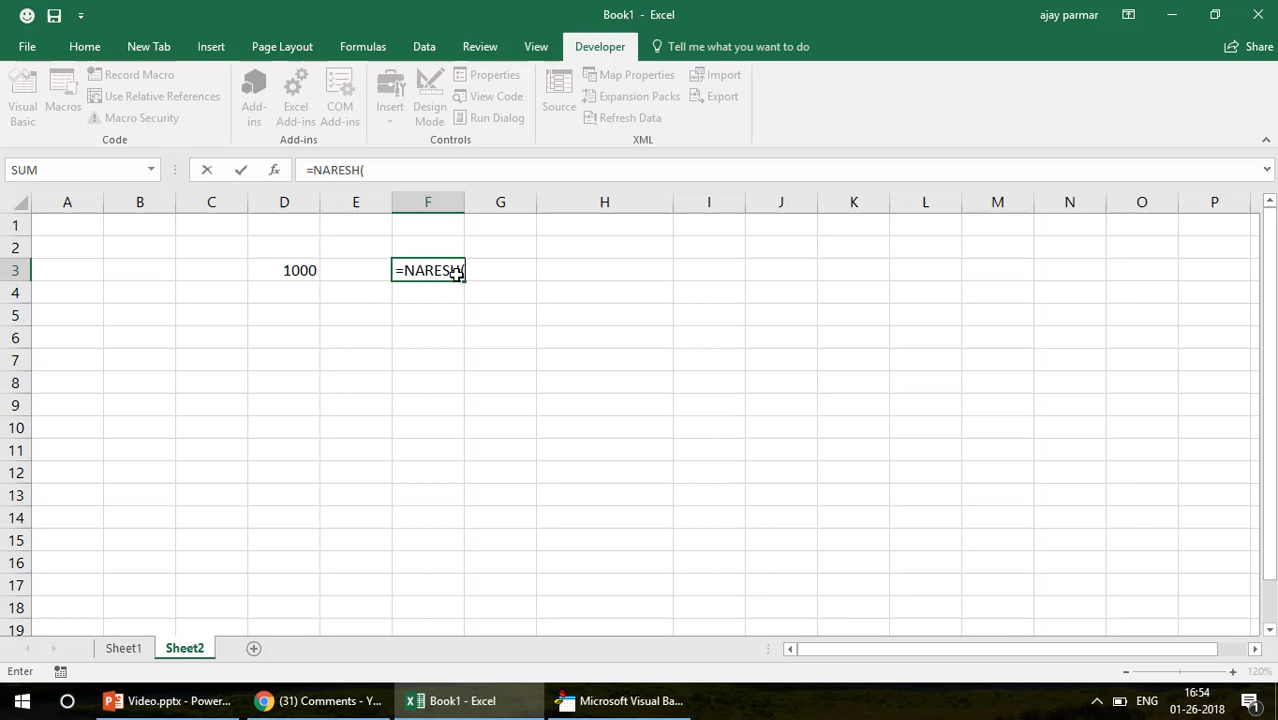 Book1 - Excel
ajay parmar
File Home New Tab Insert Page Layout Formulas Data Review View Developer Tell me what you want to do Share
Visual Basic
Macros
Record Macro
Use Relative References
Macro Security
Code
Add-ins
Excel Add-ins
COM Add-ins
Add-ins
Insert
Design Mode
Properties
View Code
Run Dialog
Controls
Source
Map Properties
Expansion Packs
Refresh Data
Import
Export
XML
SUM
fx
=NARESH(
A B C D E F G H I J K L M N O P
1
2
3 1000 =NARESH(
4
5
6
7
8
9
10
11
12
13
14
15
16
17
18
19
Sheet1 Sheet2
Enter
120%
Video.pptx - Power...
(31) Comments - Y...
Book1 - Excel
Microsoft Visual Ba...
ENG
16:54
01-26-2018
1